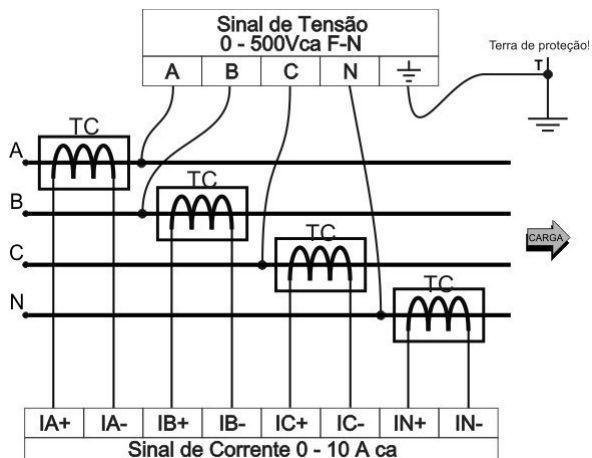 Sinal de Tensão
0 - 500Vca F-N
A B C N
Terra de proteção!
T
TC
A
TC
B
TC
C
CARGA
TC
N
IA+ IA- IB+ IB- IC+ IC- IN+ IN-
Sinal de Corrente 0 - 10 A ca